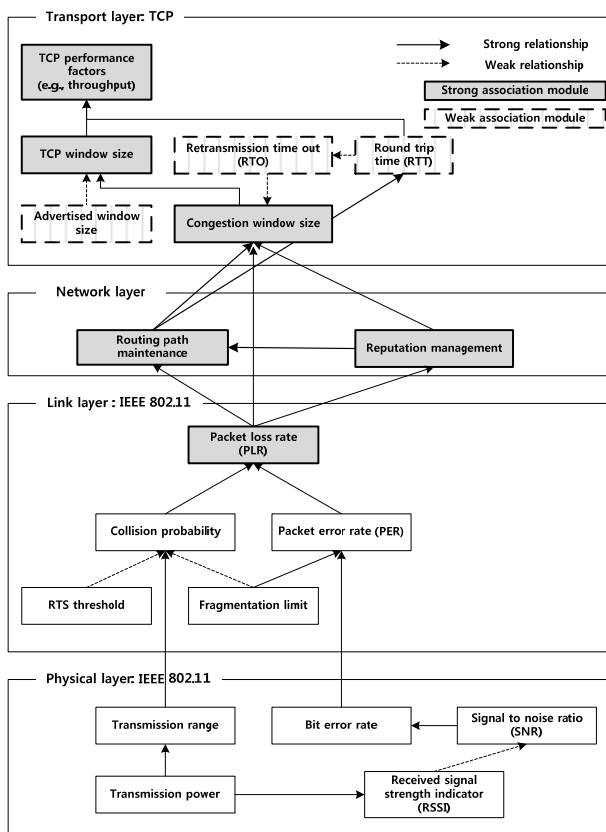 Transport layer: TCP
TCP performance
factors
(e.g., throughput)
Strong relationship
Weak relationship
Strong association module
Weak association module
TCP window size
Retransmission time out
(RTO)
Round trip
time (RTT)
Advertised window
size
Congestion window size
Network layer
Routing path
maintenance
Reputation management
Link layer : IEEE 802.11
Packet loss rate
(PLR)
Collision probability
Packet error rate (PER)
RTS threshold
Fragmentation limit
Physical layer: IEEE 802.11
Transmission range
Bit error rate
Signal to noise ratio
(SNR)
Transmission power
Received signal
strength indicator
(RSSI)